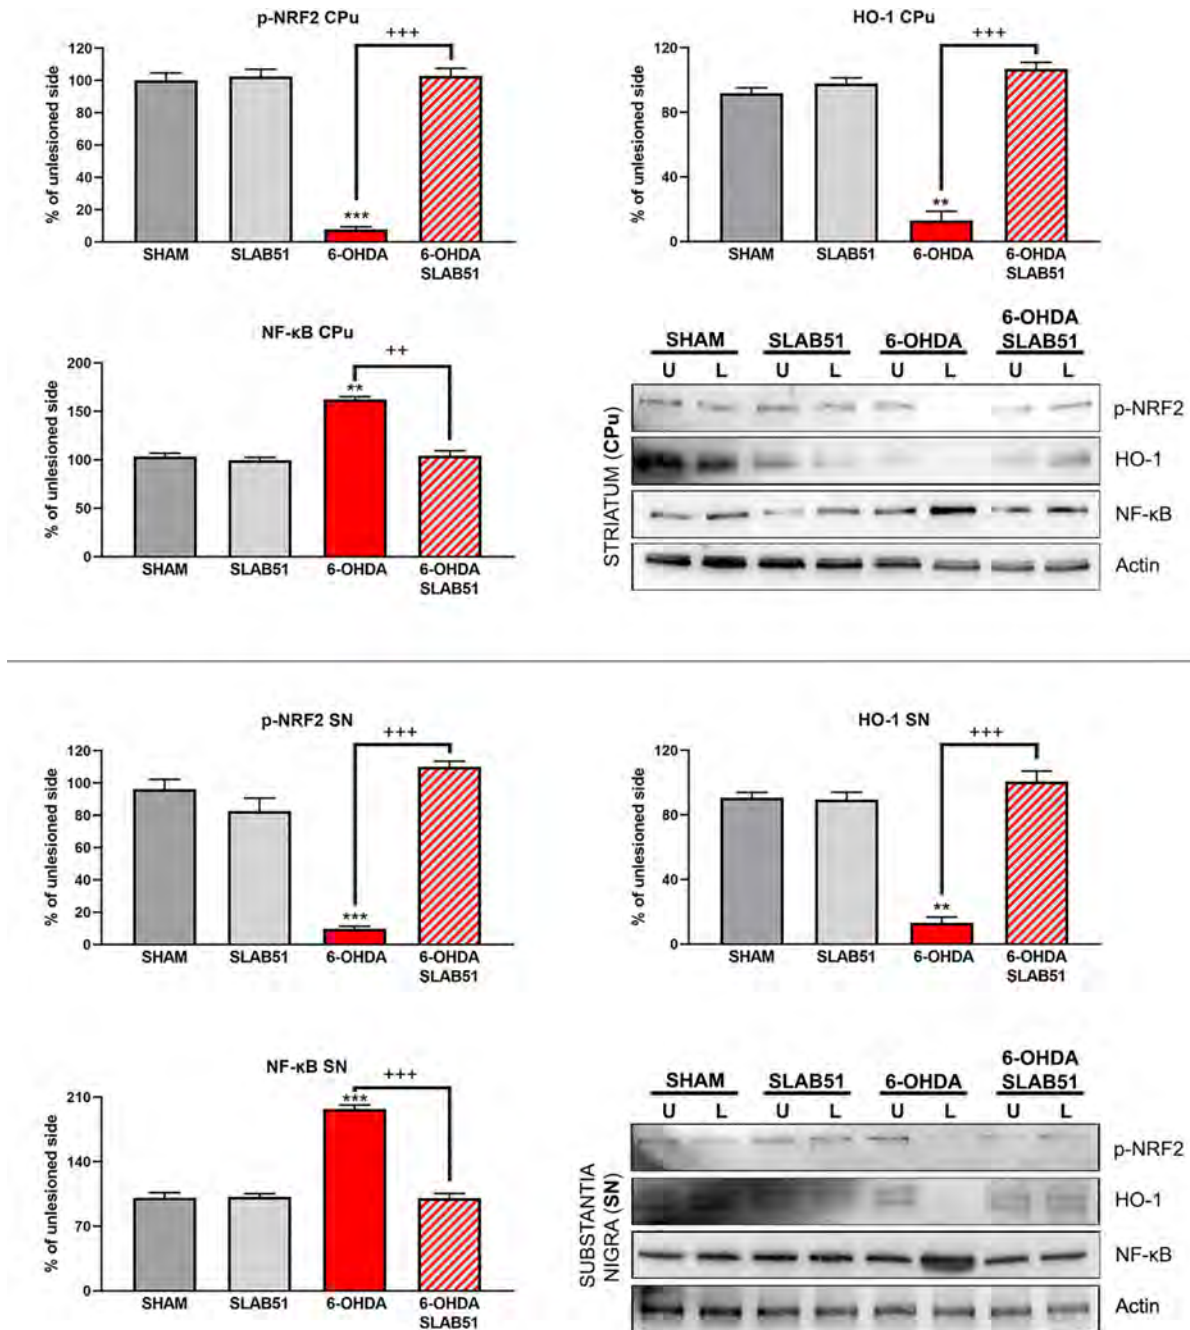 p-NRF2 CPu
+++
% of unlesioned side
120
100
80
60
40
20
0
***
SHAM
SLAB51
6-OHDA
6-OHDA
SLAB51
HO-1 CPu
+++
% of unlesioned side
120
80
40
0
**
SHAM
SLAB51
6-OHDA
6-OHDA
SLAB51
NF-κB CPu
++
% of unlesioned side
200
150
100
50
0
**
SHAM
SLAB51
6-OHDA
6-OHDA
SLAB51
STRIATUM (CPu)
SHAM
SLAB51
6-OHDA
6-OHDA
SLAB51
U L U L U L U L
p-NRF2
HO-1
NF-κB
Actin
p-NRF2 SN
+++
% of unlesioned side
120
100
80
60
40
20
0
***
SHAM
SLAB51
6-OHDA
6-OHDA
SLAB51
HO-1 SN
+++
% of unlesioned side
120
80
40
0
**
SHAM
SLAB51
6-OHDA
6-OHDA
SLAB51
NF-κB SN
+++
% of unlesioned side
210
140
70
0
***
SHAM
SLAB51
6-OHDA
6-OHDA
SLAB51
SUBSTANTIA
NIGRA (SN)
SHAM
SLAB51
6-OHDA
6-OHDA
SLAB51
U L U L U L U L
p-NRF2
HO-1
NF-κB
Actin